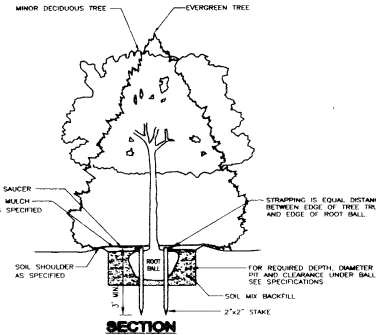 MINOR DECIDUOUS TREE
EVERGREEN TREE
SAUCER
MULCH
SPECIFIED
STRAPPING IS EQUAL DISTAN
BETWEEN EDGE OF TREE TRU
AND EDGE OF ROOT BALL.
SOIL SHOULDER
AS SPECIFIED
ROOT
BALL
FOR REQUIRED DEPTH, DIAMETER
PIT AND CLEARANCE UNDER BALL
SEE SPECIFICATIONS
SOIL MIX BACKFILL
3' MIN
2"x2" STAKE
SECTION